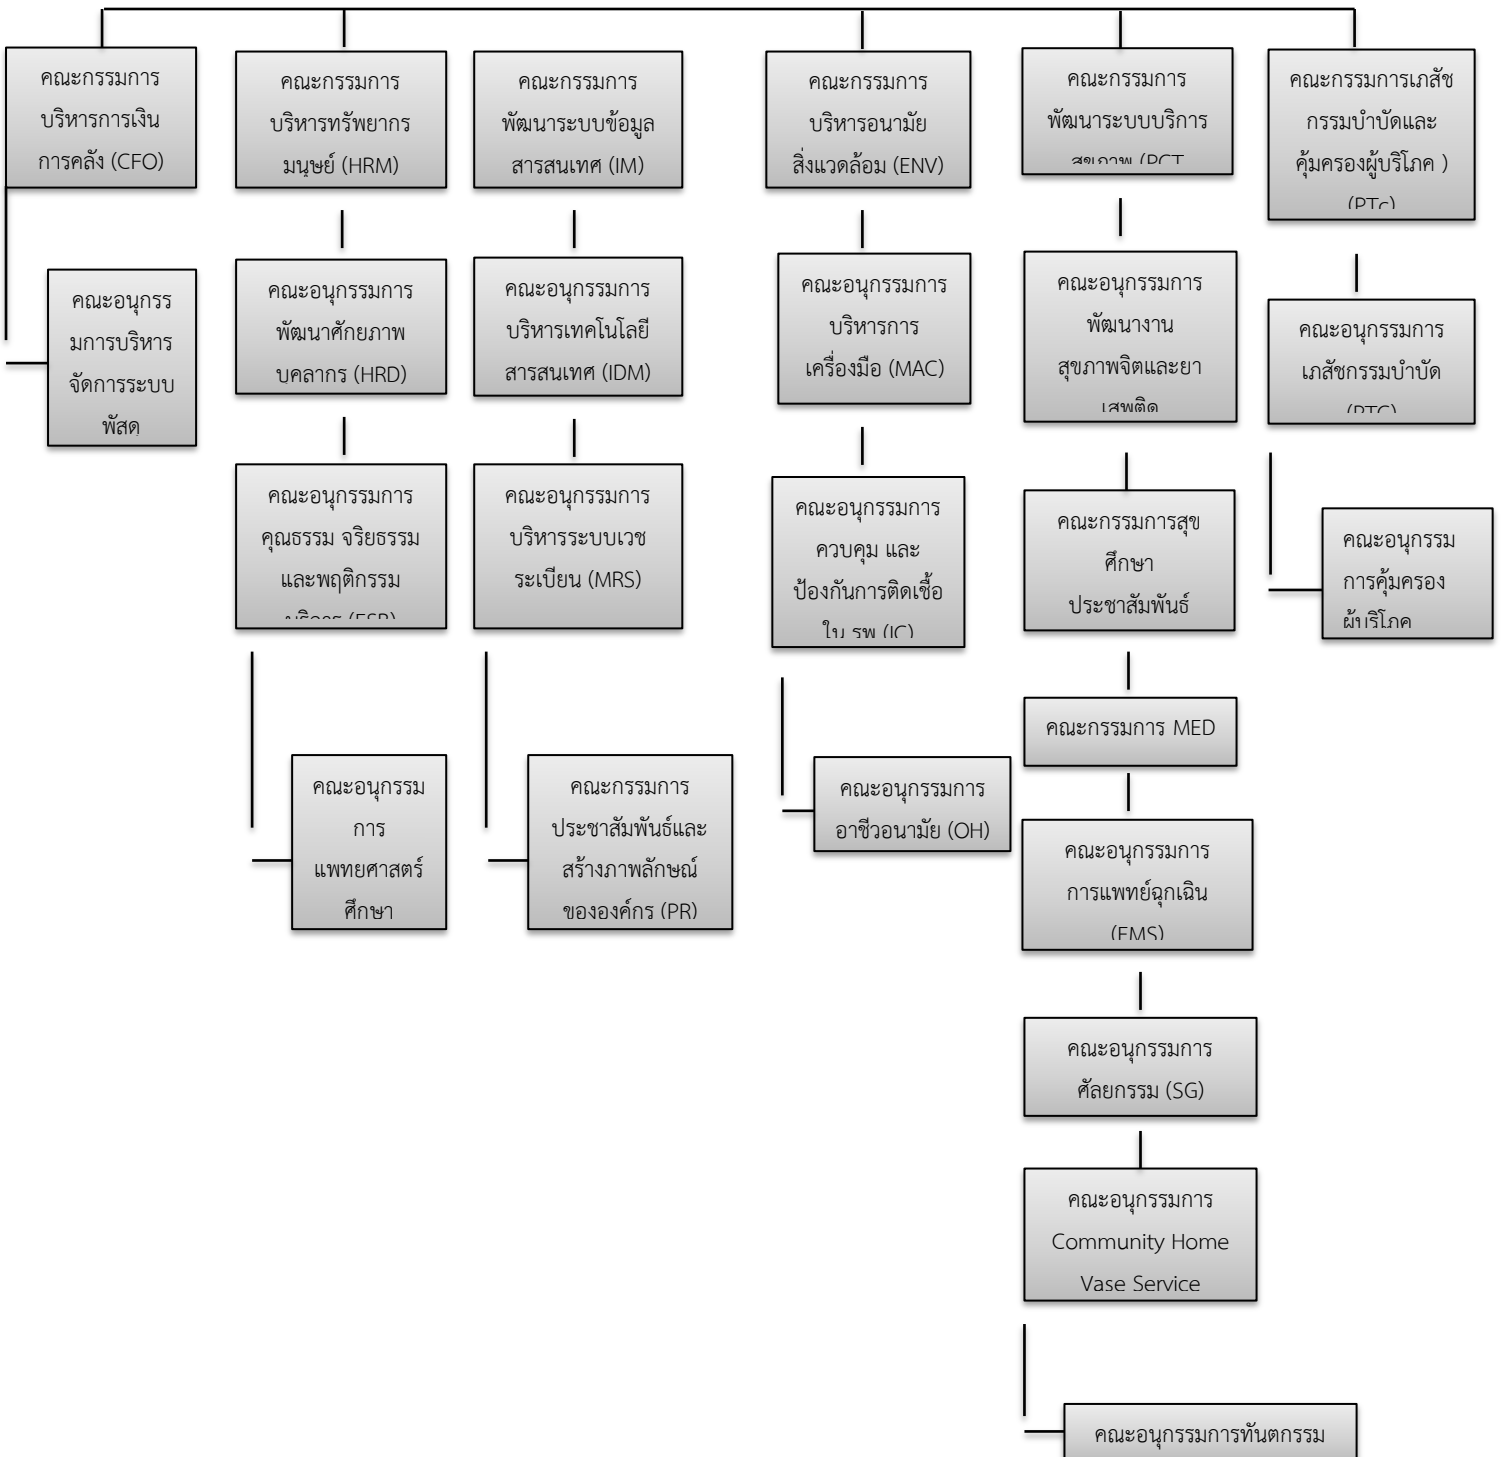 คณะกรรมการ
บริหารการเงิน
การคลัง (CFO)
คณะอนุกรร
มการบริหาร
จัดการระบบ
พัสดุ
คณะกรรมการ
บริหารทรัพยากร
มนุษย์ (HRM)
คณะอนุกรรมการ
พัฒนาศักยภาพ
บุคลากร (HRD)
คณะอนุกรรมการ
คุณธรรม จริยธรรม
และพฤติกรรม
บริการ (ESB)
คณะอนุกรรม
การ
แพทยศาสตร์
ศึกษา
คณะกรรมการ
พัฒนาระบบข้อมูล
สารสนเทศ (IM)
คณะอนุกรรมการ
บริหารเทคโนโลยี
สารสนเทศ (IDM)
คณะอนุกรรมการ
บริหารระบบเวช
ระเบียน (MRS)
คณะกรรมการ
ประชาสัมพันธ์และ
สร้างภาพลักษณ์
ขององค์กร (PR)
คณะกรรมการ
บริหารอนามัย
สิ่งแวดล้อม (ENV)
คณะอนุกรรมการ
บริหารการ
เครื่องมือ (MAC)
คณะอนุกรรมการ
ควบคุม และ
ป้องกันการติดเชื้อ
ใน รพ (IC)
คณะอนุกรรมการ
อาชีวอนามัย (OH)
คณะกรรมการ
พัฒนาระบบบริการ
สุขภาพ (PCT
คณะอนุกรรมการ
พัฒนางาน
สุขภาพจิตและยา
เสพติด
คณะกรรมการสุข
ศึกษา
ประชาสัมพันธ์
คณะกรรมการ MED
คณะอนุกรรมการ
การแพทย์ฉุกเฉิน
(EMS)
คณะอนุกรรมการ
ศัลยกรรม (SG)
คณะอนุกรรมการ
Community Home
Vase Service
คณะอนุกรรมการทันตกรรม
คณะกรรมการเภสัช
กรรมบำบัดและ
คุ้มครองผู้บริโภค )
(PTc)
คณะอนุกรรมการ
เภสัชกรรมบำบัด
(PTC)
คณะอนุกรรม
การคุ้มครอง
ผู้บริโภค